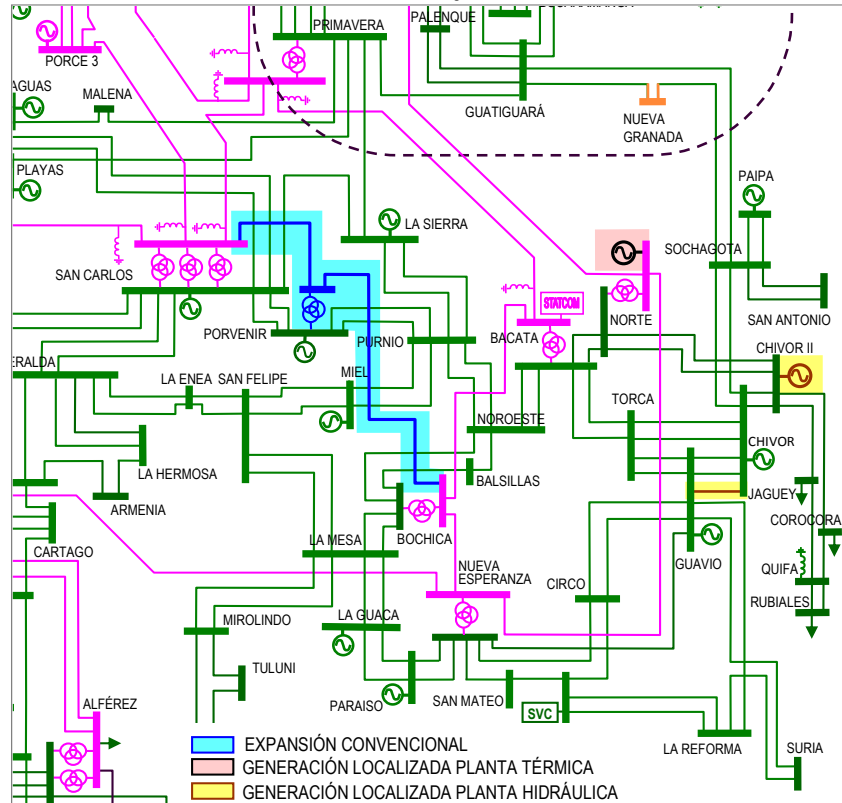 PRIMAVERA
PALENQUE
PORCE 3
AGUAS
MALENA
GUATIGUARÁ
NUEVA
GRANADA
PLAYAS
PAIPA
LA SIERRA
SOCHAGOTA
SAN CARLOS
STATCOM
NORTE
SAN ANTONIO
BACATA
PORVENIR
PURNIO
CHIVOR II
ERALDA
LA ENEA
SAN FELIPE
MIEL
TORCA
NOROESTE
CHIVOR
LA HERMOSA
BALSILLAS
JAGUEY
ARMENIA
COROCORA
CARTAGO
LA MESA
BOCHICA
GUAVIO
QUIFA
NUEVA
ESPERANZA
CIRCO
RUBIALES
MIROLINDO
LA GUACA
TULUNI
ALFÉREZ
PARAISO
SAN MATEO
SVC
LA REFORMA
SURIA
EXPANSIÓN CONVENCIONAL
GENERACIÓN LOCALIZADA PLANTA TÉRMICA
GENERACIÓN LOCALIZADA PLANTA HIDRÁULICA